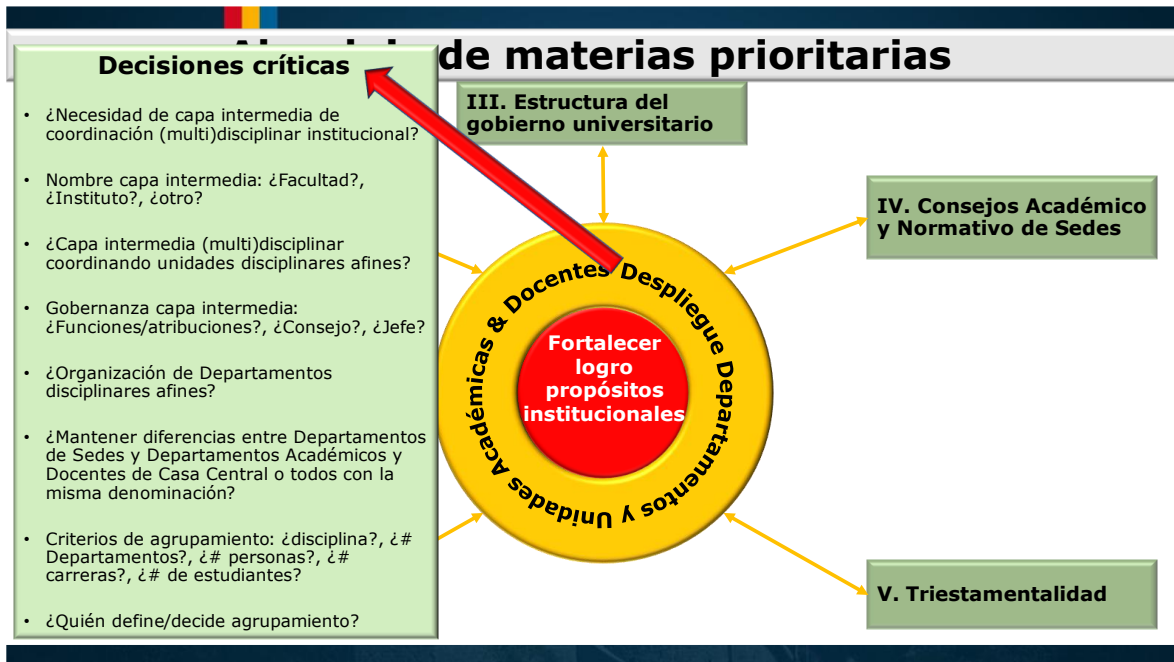 de materias prioritarias
Decisiones críticas
• ¿Necesidad de capa intermedia de
coordinación (multi)disciplinar institucional?
• Nombre capa intermedia: ¿Facultad?,
¿Instituto?, ¿otro?
• ¿Capa intermedia (multi)disciplinar
coordinando unidades disciplinares afines?
• Gobernanza capa intermedia:
¿Funciones/atribuciones?, ¿Consejo?, ¿Jefe?
• ¿Organización de Departamentos
disciplinares afines?
• ¿Mantener diferencias entre Departamentos
de Sedes y Departamentos Académicos y
Docentes de Casa Central o todos con la
misma denominación?
• Criterios de agrupamiento: ¿disciplina?, ¿#
Departamentos?, ¿# personas?, ¿#
carreras?, ¿# de estudiantes?
• ¿Quién define/decide agrupamiento?
III. Estructura del
gobierno universitario
IV. Consejos Académico
y Normativo de Sedes
Despliegue Departamentos y Unidades Académicas & Docentes
Fortalecer
logro
propósitos
institucionales
V. Triestamentalidad